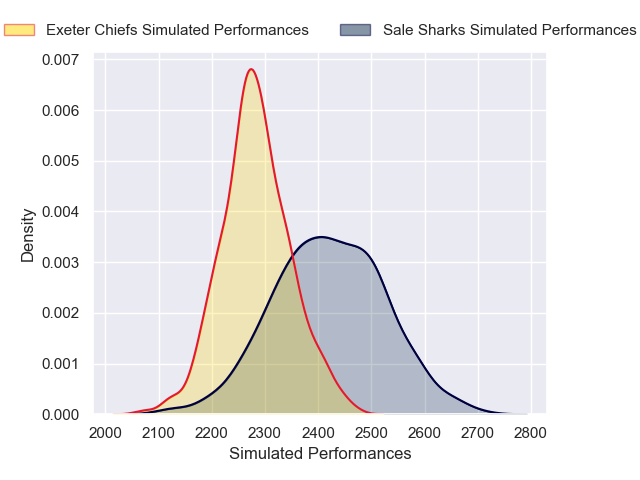 Exeter Chiefs Simulated Performances Sale Sharks Simulated Performances
0.007
0.006
0.005
0.004
0.003
0.002
0.001
0.000
Density
2000 2100 2200 2300 2400 2500 2600 2700 2800
Simulated Performances